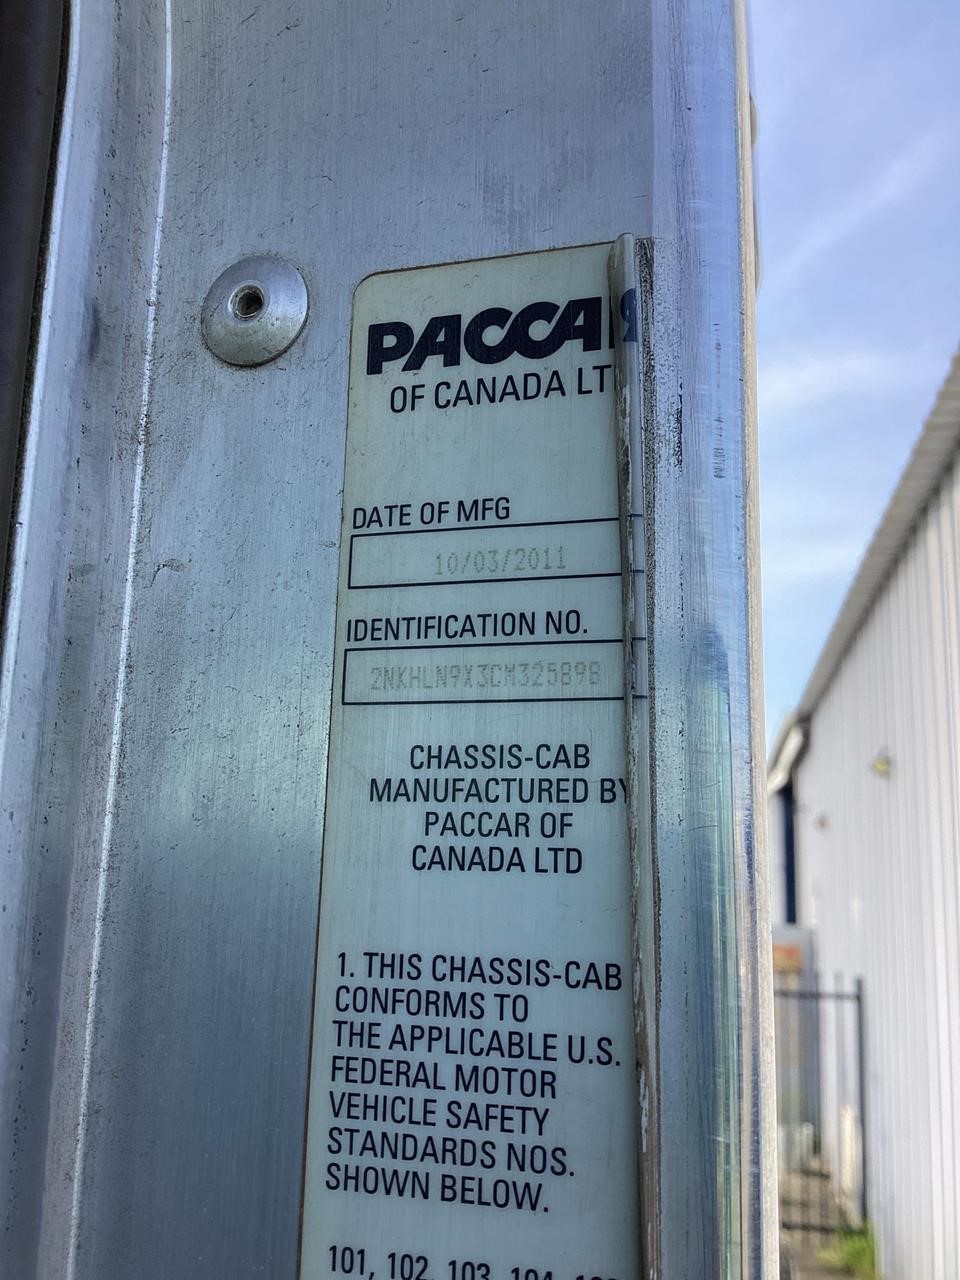 PACCAR
OF CANADA LT
DATE OF MFG
10/03/2011
IDENTIFICATION NO.
2NKHLN9X3CM325898
CHASSIS-CAB
MANUFACTURED BY
PACCAR OF
CANADA LTD
1. THIS CHASSIS-CAB
CONFORMS TO
THE APPLICABLE U.S.
FEDERAL MOTOR
VEHICLE SAFETY
STANDARDS NOS.
SHOWN BELOW.
101, 102, 103, 104,